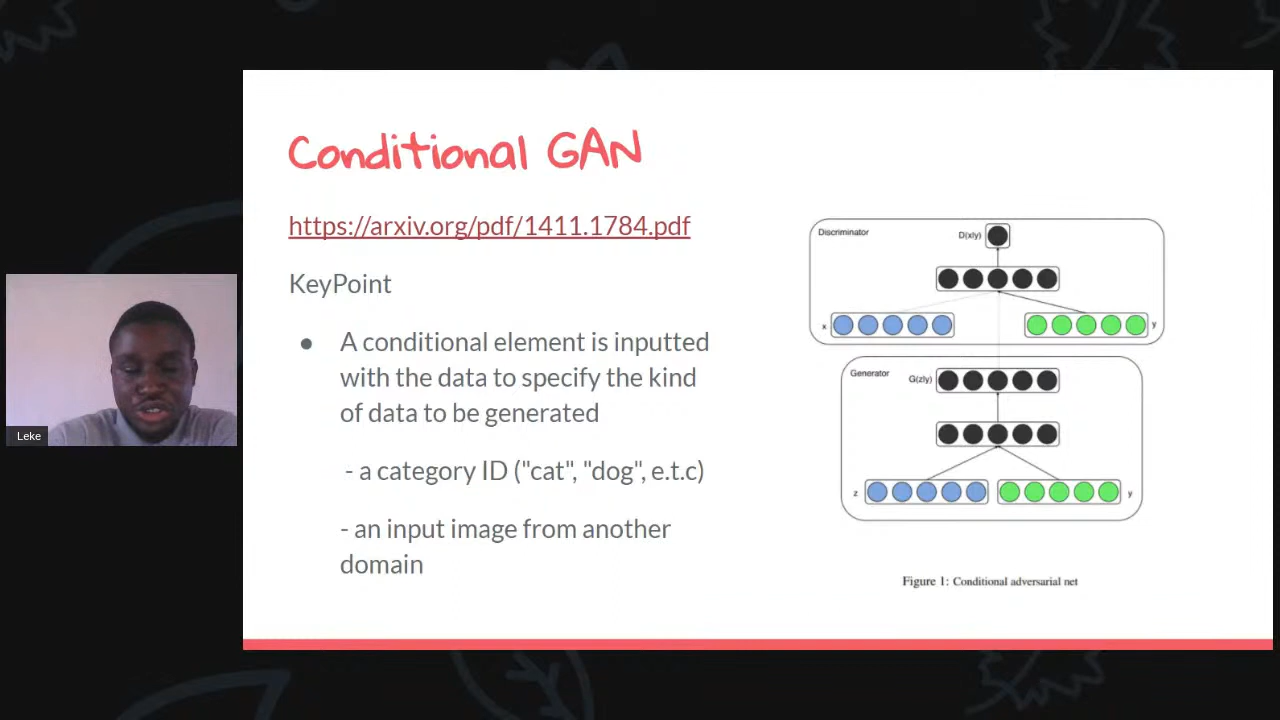 Conditional GAN
https://arxiv.org/pdf/1411.1784.pdf
KeyPoint
● A conditional element is inputted
with the data to specify the kind
of data to be generated
- a category ID ("cat", "dog", e.t.c)
- an input image from another
domain
Discriminator
D(x|y)
x
y
Generator
G(z|y)
z
y
Figure 1: Conditional adversarial net
Leke